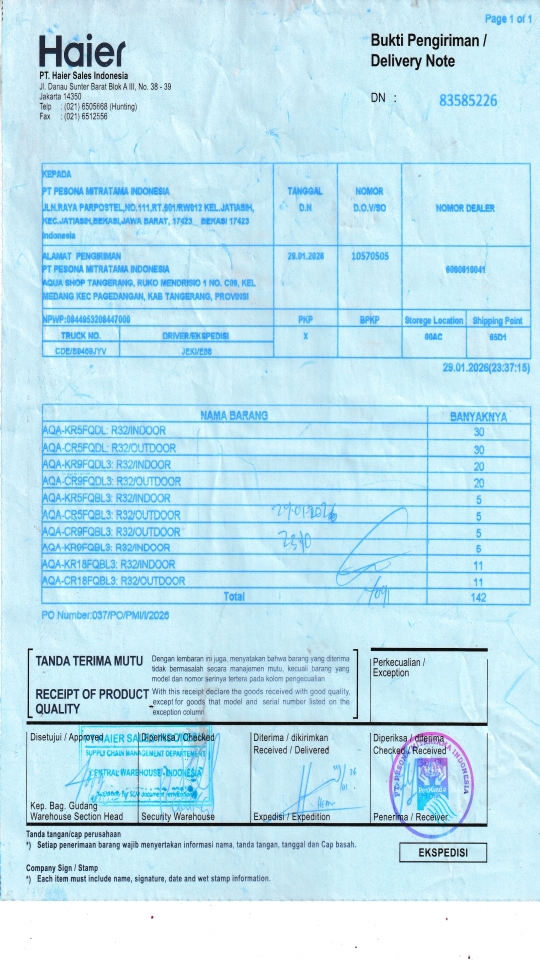 Page 1 of 1
Haier
Bukti Pengiriman /
Delivery Note
PT. Haier Sales Indonesia
Jl. Danau Sunter Barat Blok A III, No. 38 - 39
Jakarta 14350
Telp : (021) 6505668 (Hunting)
Fax : (021) 6512556
DN : 83585226
KEPADA
PT PESONA MITRATAMA INDONESIA
JLN.RAYA PARPOSTEL,NO.111,RT.001/RW012 KEL.JATIASIH,
KEC.JATIASIH,BEKASI,JAWA BARAT, 17423 BEKASI 17423
Indonesia
TANGGAL
D.N
NOMOR
D.O.V/SO
NOMOR DEALER
ALAMAT PENGIRIMAN
PT PESONA MITRATAMA INDONESIA
AQUA SHOP TANGERANG, RUKO MENDRISIO 1 NO. C09, KEL
MEDANG KEC PAGEDANGAN, KAB TANGERANG, PROVINSI
29.01.2026
10570505
NPWP:0844953208447000
PKP
BPKP
Storege Location
Shipping Point
TRUCK NO.
DRIVER/EKSPEDISI
X
00AC
65D1
29.01.2026(23:37:15)
NAMA BARANG BANYAKNYA
AQA-KR5FQDL: R32/INDOOR 30
AQA-CR5FQDL: R32/OUTDOOR 30
AQA-KR9FQDL3: R32/INDOOR 20
AQA-CR9FQDL3: R32/OUTDOOR 20
AQA-KR5FQBL3: R32/INDOOR 5
AQA-CR5FQBL3: R32/OUTDOOR 5
AQA-CR9FQBL3: R32/OUTDOOR 5
AQA-KR9FQBL3: R32/INDOOR 5
AQA-KR18FQBL3: R32/INDOOR 11
AQA-CR18FQBL3: R32/OUTDOOR 11
Total 142
PO Number:037/PO/PMI/I/2026
TANDA TERIMA MUTU
Dengan lembaran ini juga, menyatakan bahwa barang yang diterima
tidak bermasalah secara manajemen mutu, kecuali barang yang
model dan nomor serinya tertera pada kolom pengecualian
RECEIPT OF PRODUCT
QUALITY
With this receipt declare the goods received with good quality,
except for goods that model and serial number listed on the
exception column
Perkecualian /
Exception
Disetujui / Approved
Diperiksa / Checked
Diterima / dikirimkan
Received / Delivered
Diperiksa / diterima
Checked / Received
SUPPLY CHAIN MANAGEMENT DEPARTEMENT
CENTRAL WAREHOUSE - INDONESIA
PT. PESONA MITRATAMA INDONESIA
Kep. Bag. Gudang
Warehouse Section Head
Security Warehouse
Expedisi / Expedition
Penerima / Receiver
Tanda tangan/cap perusahaan
*) Setiap penerimaan barang wajib menyertakan informasi nama, tanda tangan, tanggal dan Cap basah.
EKSPEDISI
Company Sign / Stamp
*) Each item must include name, signature, date and wet stamp information.